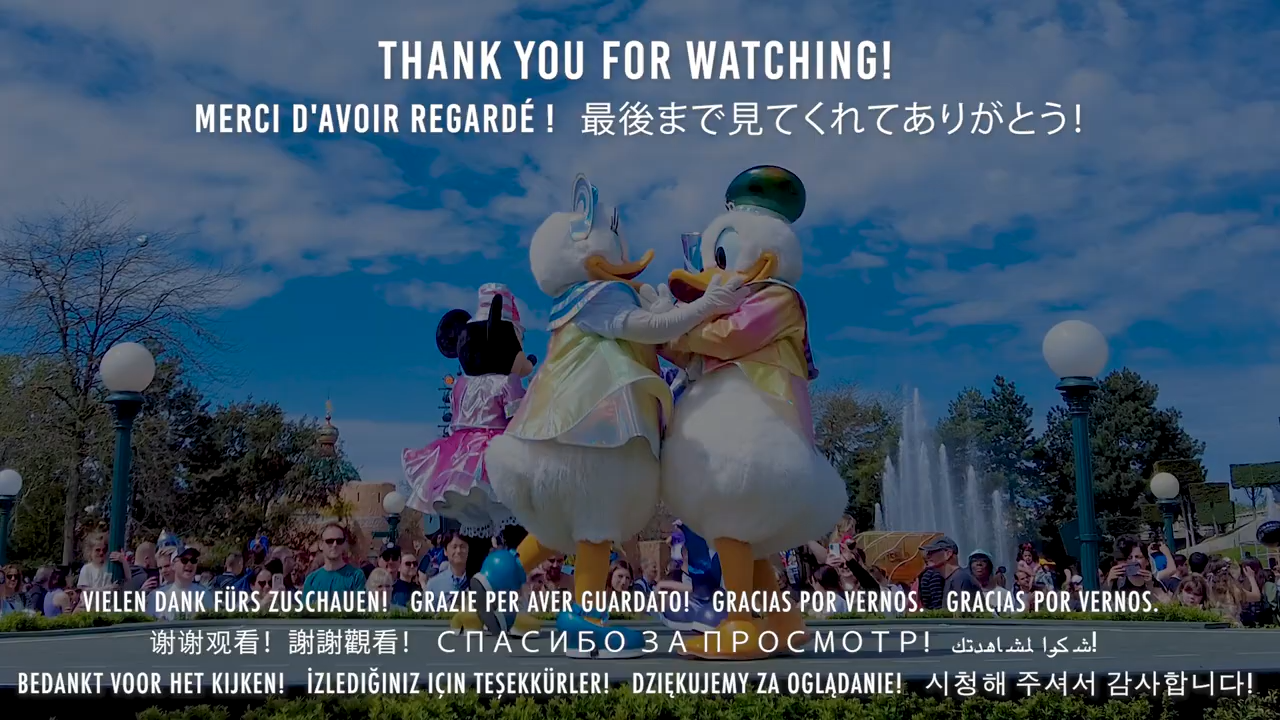 THANK YOU FOR WATCHING!
MERCI D'AVOIR REGARDÉ ! 最後まで見てくれてありがとう!
VIELEN DANK FÜRS ZUSCHAUEN! GRAZIE PER AVER GUARDATO! GRACIAS POR VERNOS. GRACIAS POR VERNOS.
谢谢观看! 謝謝觀看! СПАСИБО ЗА ПРОСМОТР! شكرا لمشاهدتك!
BEDANKT VOOR HET KIJKEN! İZLEDİĞİNİZ IÇIN TEŞEKKÜRLER! DZIĘKUJEMY ZA OGLĄDANIE! 시청해 주셔서 감사합니다!